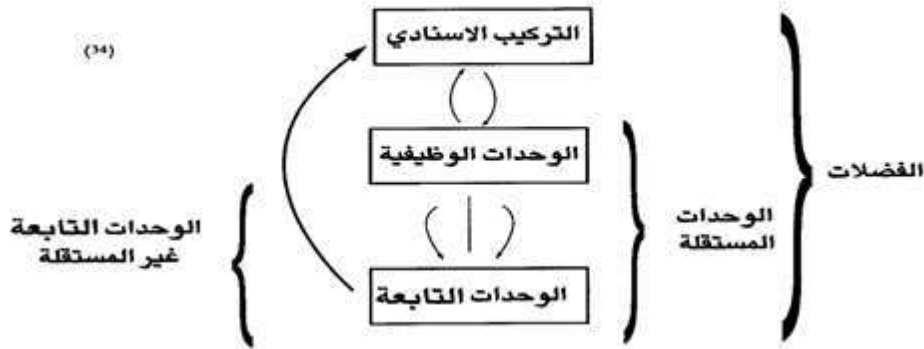 (34)
التركيب الاسنادي
الوحدات الوظيفية
الفضلات
الوحدات
المستقلة
الوحدات التابعة
غير المستقلة
الوحدات التابعة